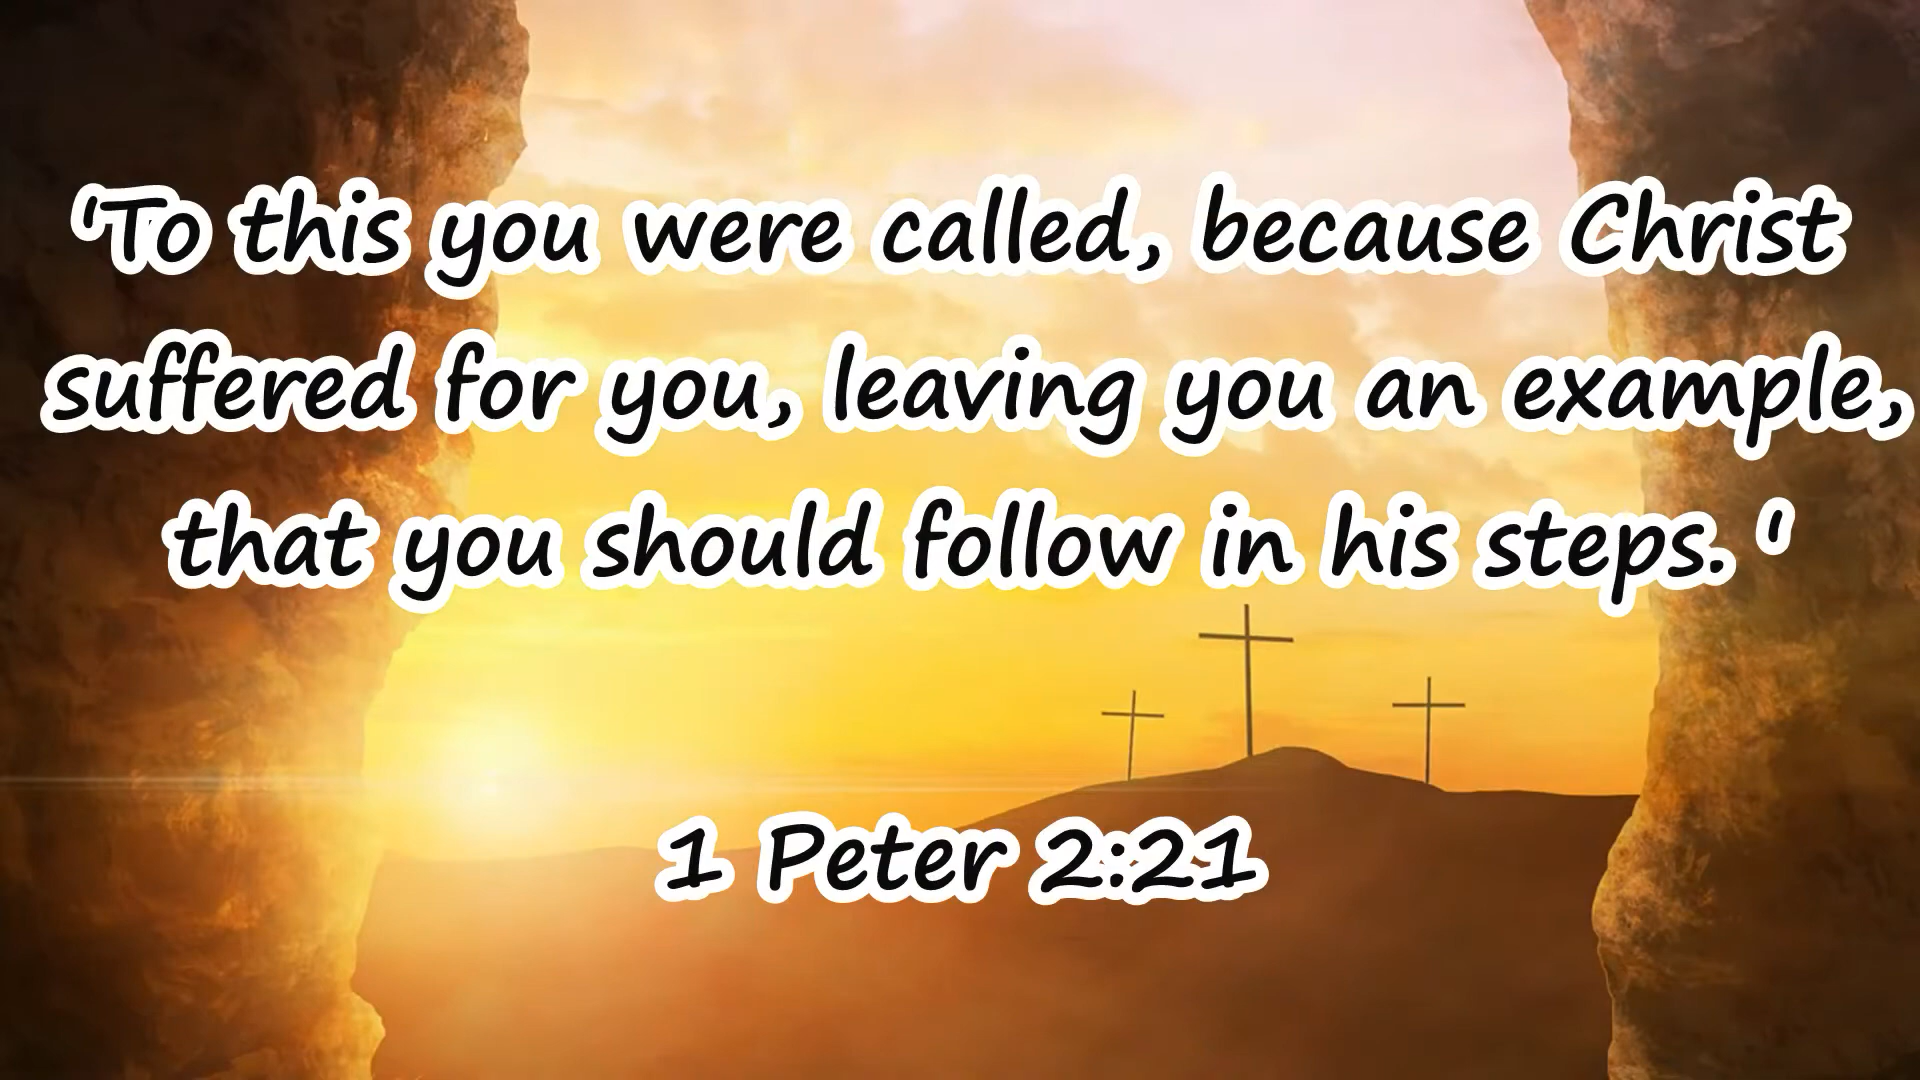 'To this you were called, because Christ
suffered for you, leaving you an example,
that you should follow in his steps. '
1 Peter 2:21